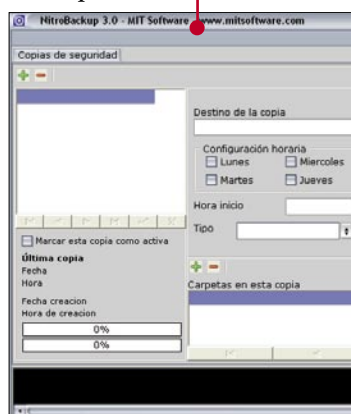 NitroBackup 3.0 - MIT Software - www.mitsoftware.com
Copias de seguridad
Destino de la copia
Configuración horaria
Lunes
Miercoles
Martes
Jueves
Hora inicio
Tipo
Marcar esta copia como activa
Última copia
Fecha
Hora
Carpetas en esta copia
Fecha creacion
Hora de creacion
0%
0%